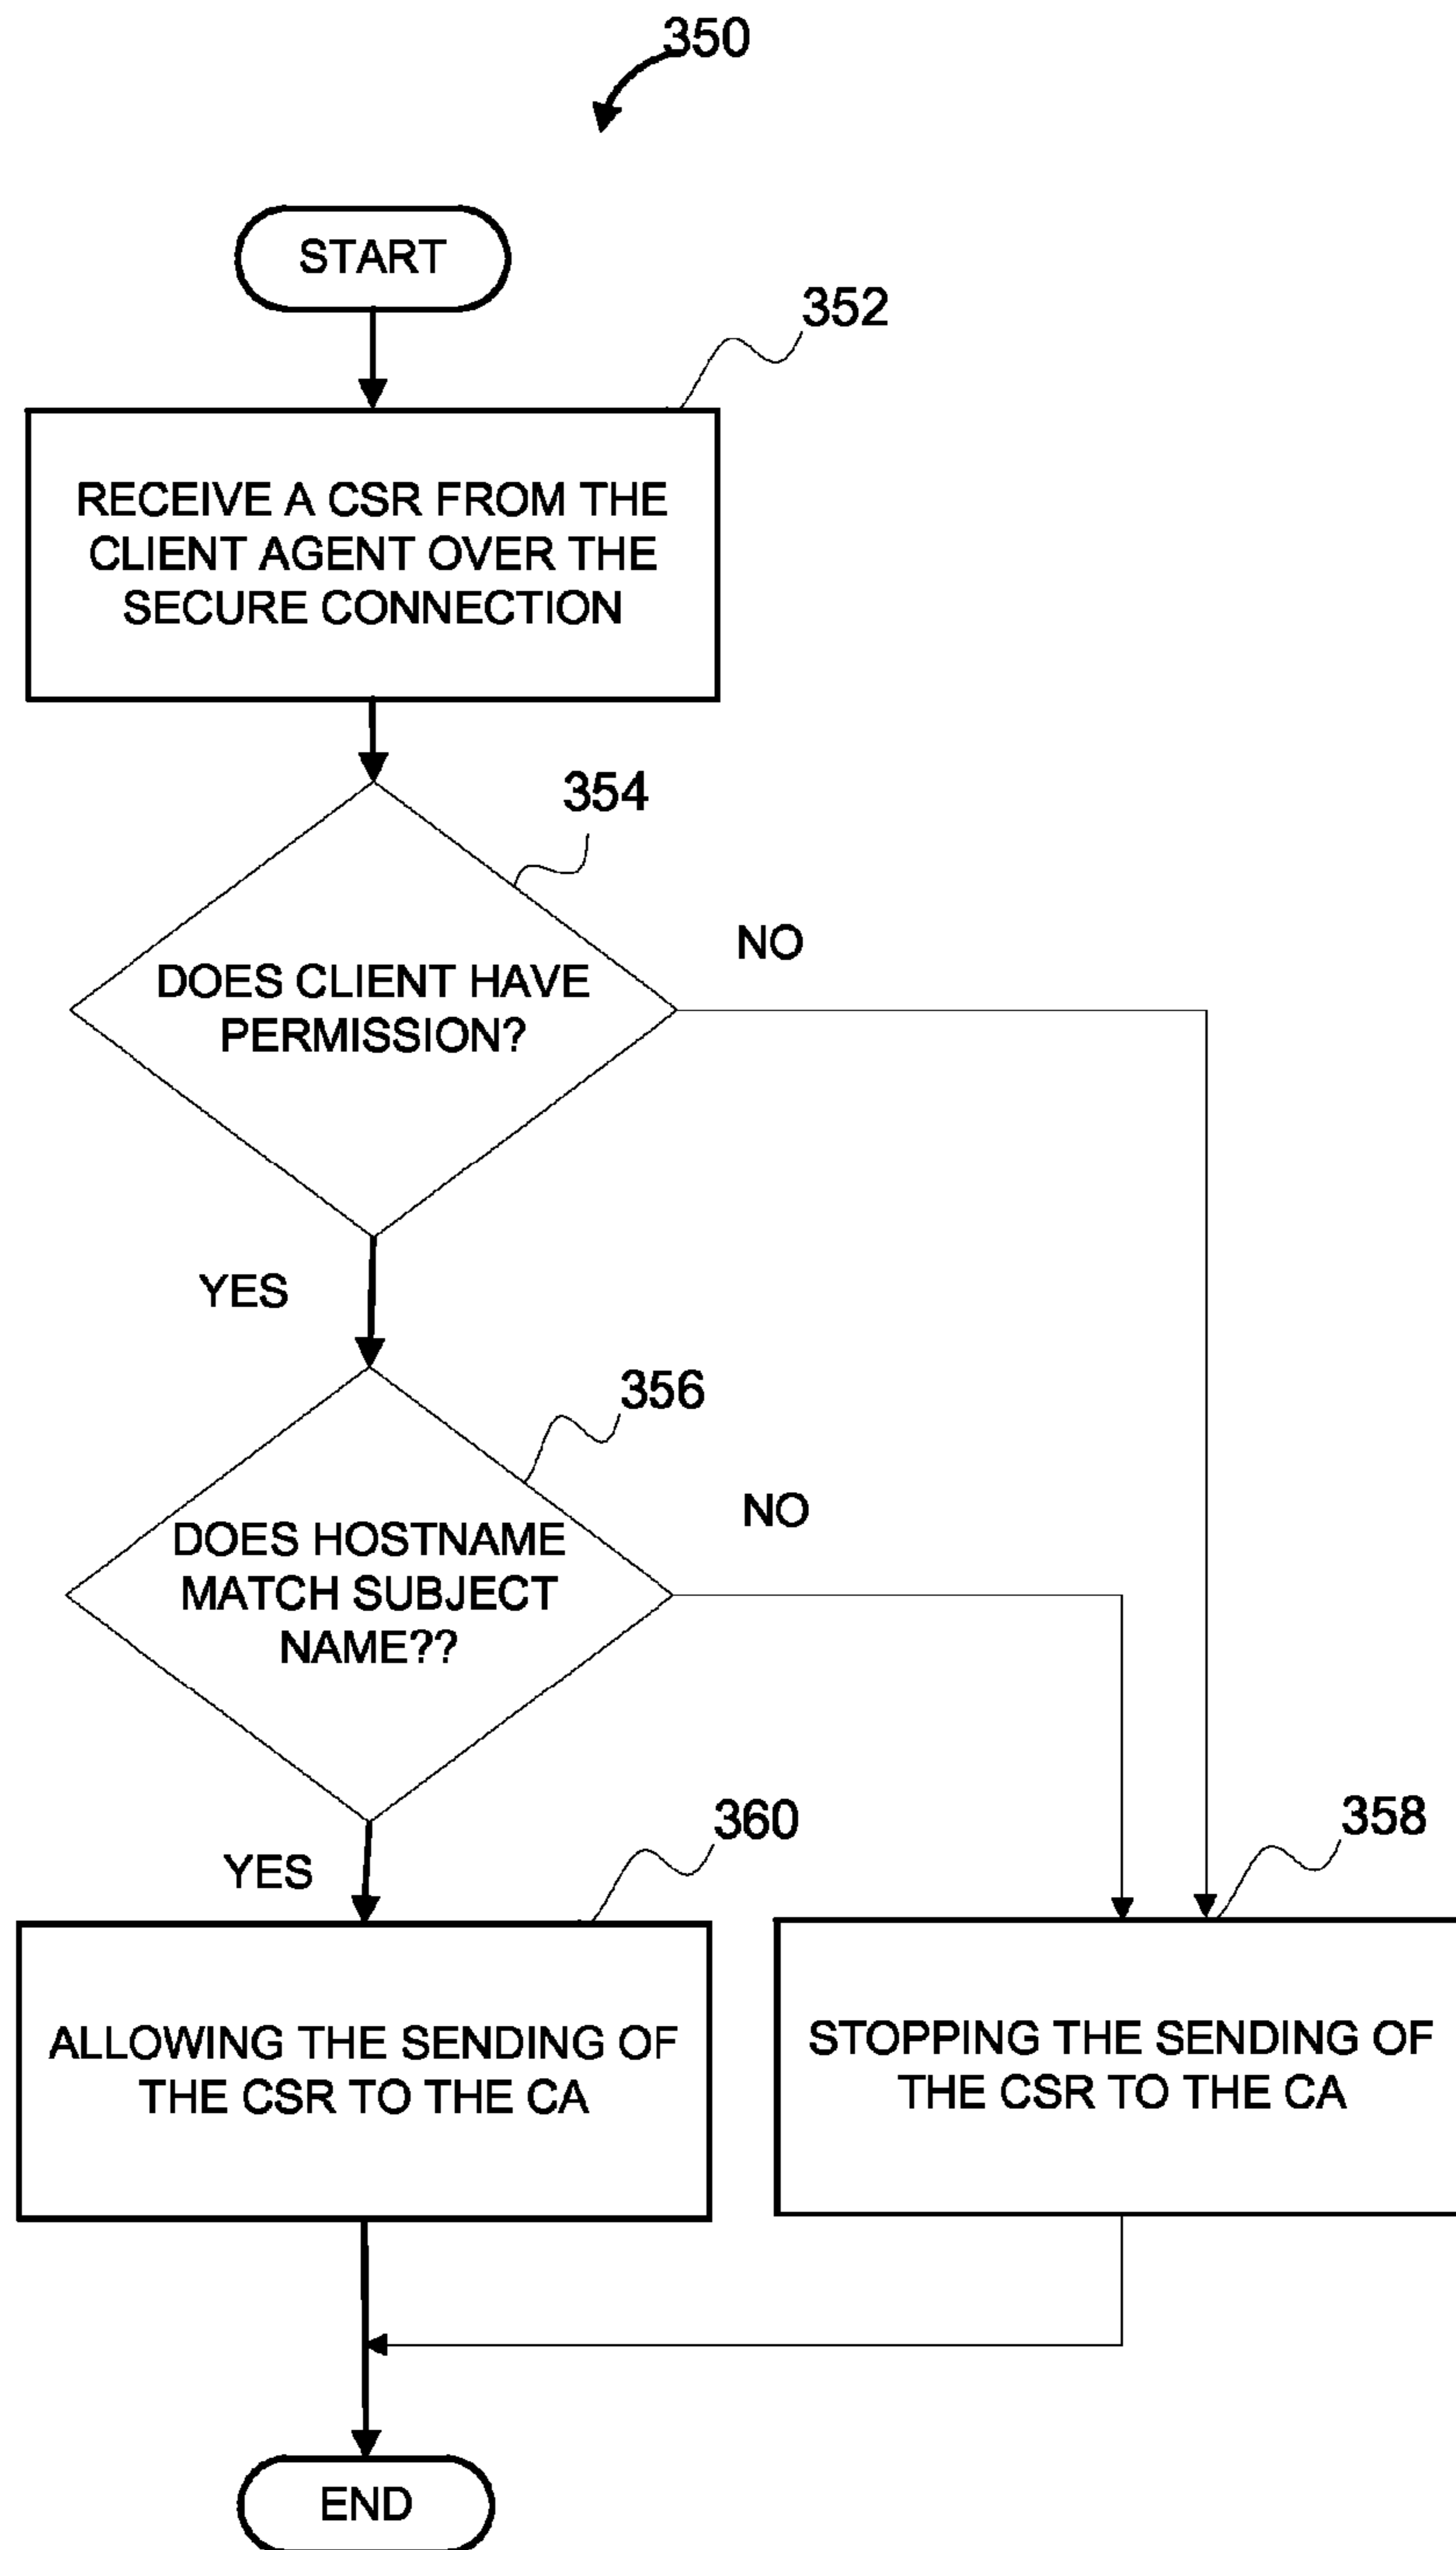 350
START
352
RECEIVE A CSR FROM THE
CLIENT AGENT OVER THE
SECURE CONNECTION
354
DOES CLIENT HAVE
PERMISSION?
NO
YES
356
DOES HOSTNAME
MATCH SUBJECT
NAME??
NO
YES
360
ALLOWING THE SENDING OF
THE CSR TO THE CA
358
STOPPING THE SENDING OF
THE CSR TO THE CA
END